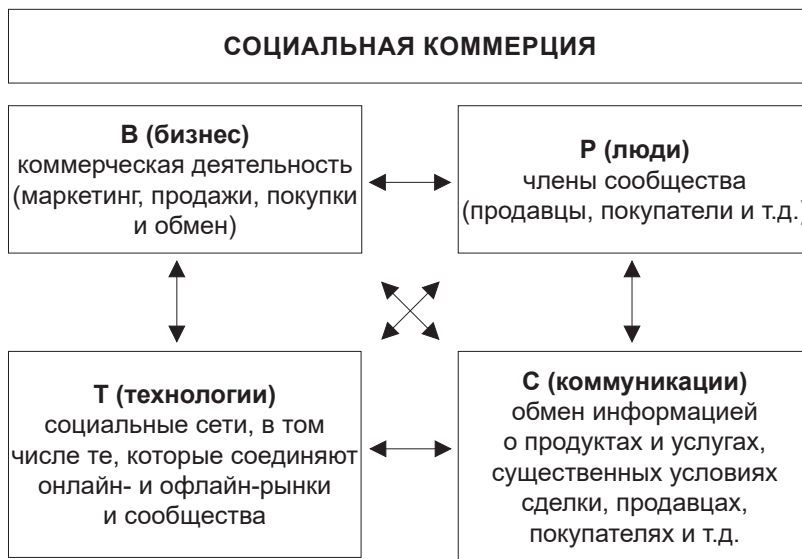 СОЦИАЛЬНАЯ КОММЕРЦИЯ
B (бизнес)
коммерческая деятельность
(маркетинг, продажи, покупки
и обмен)
P (люди)
члены сообщества
(продавцы, покупатели и т.д.)
T (технологии)
социальные сети, в том
числе те, которые соединяют
онлайн- и офлайн-рынки
и сообщества
C (коммуникации)
обмен информацией
о продуктах и услугах,
существенных условиях
сделки, продавцах,
покупателях и т.д.